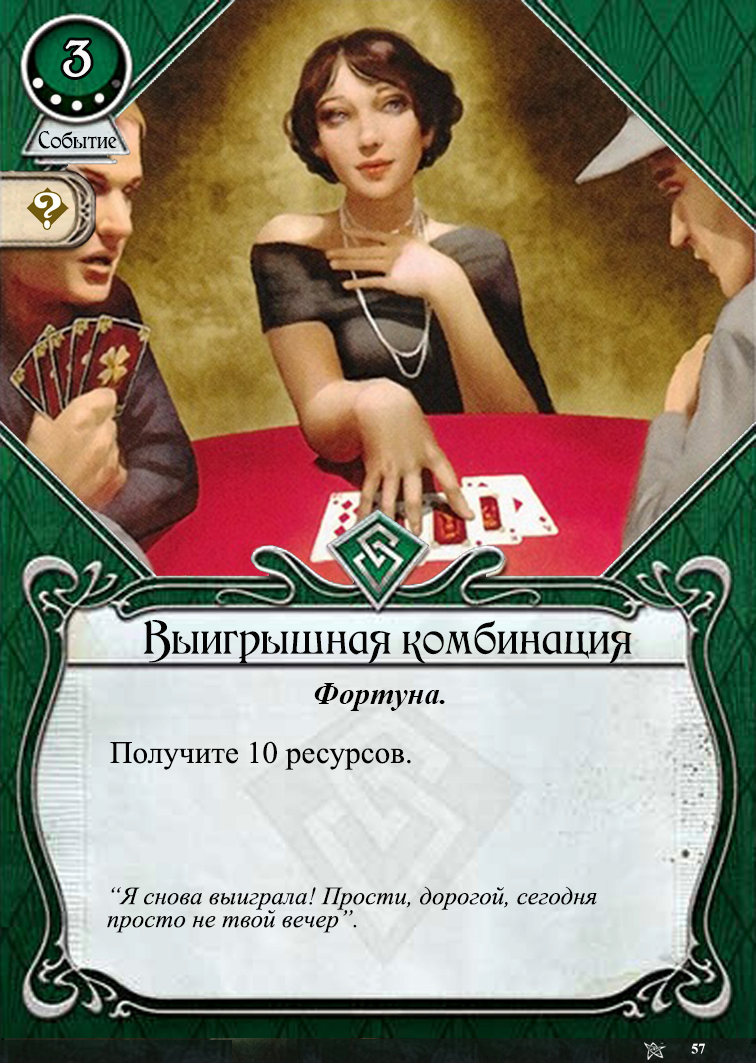 3
Событие
?
Выигрышная комбинация
Фортуна.
Получите 10 ресурсов.
“Я снова выиграла! Прости, дорогой, сегодня
просто не твой вечер”.
57